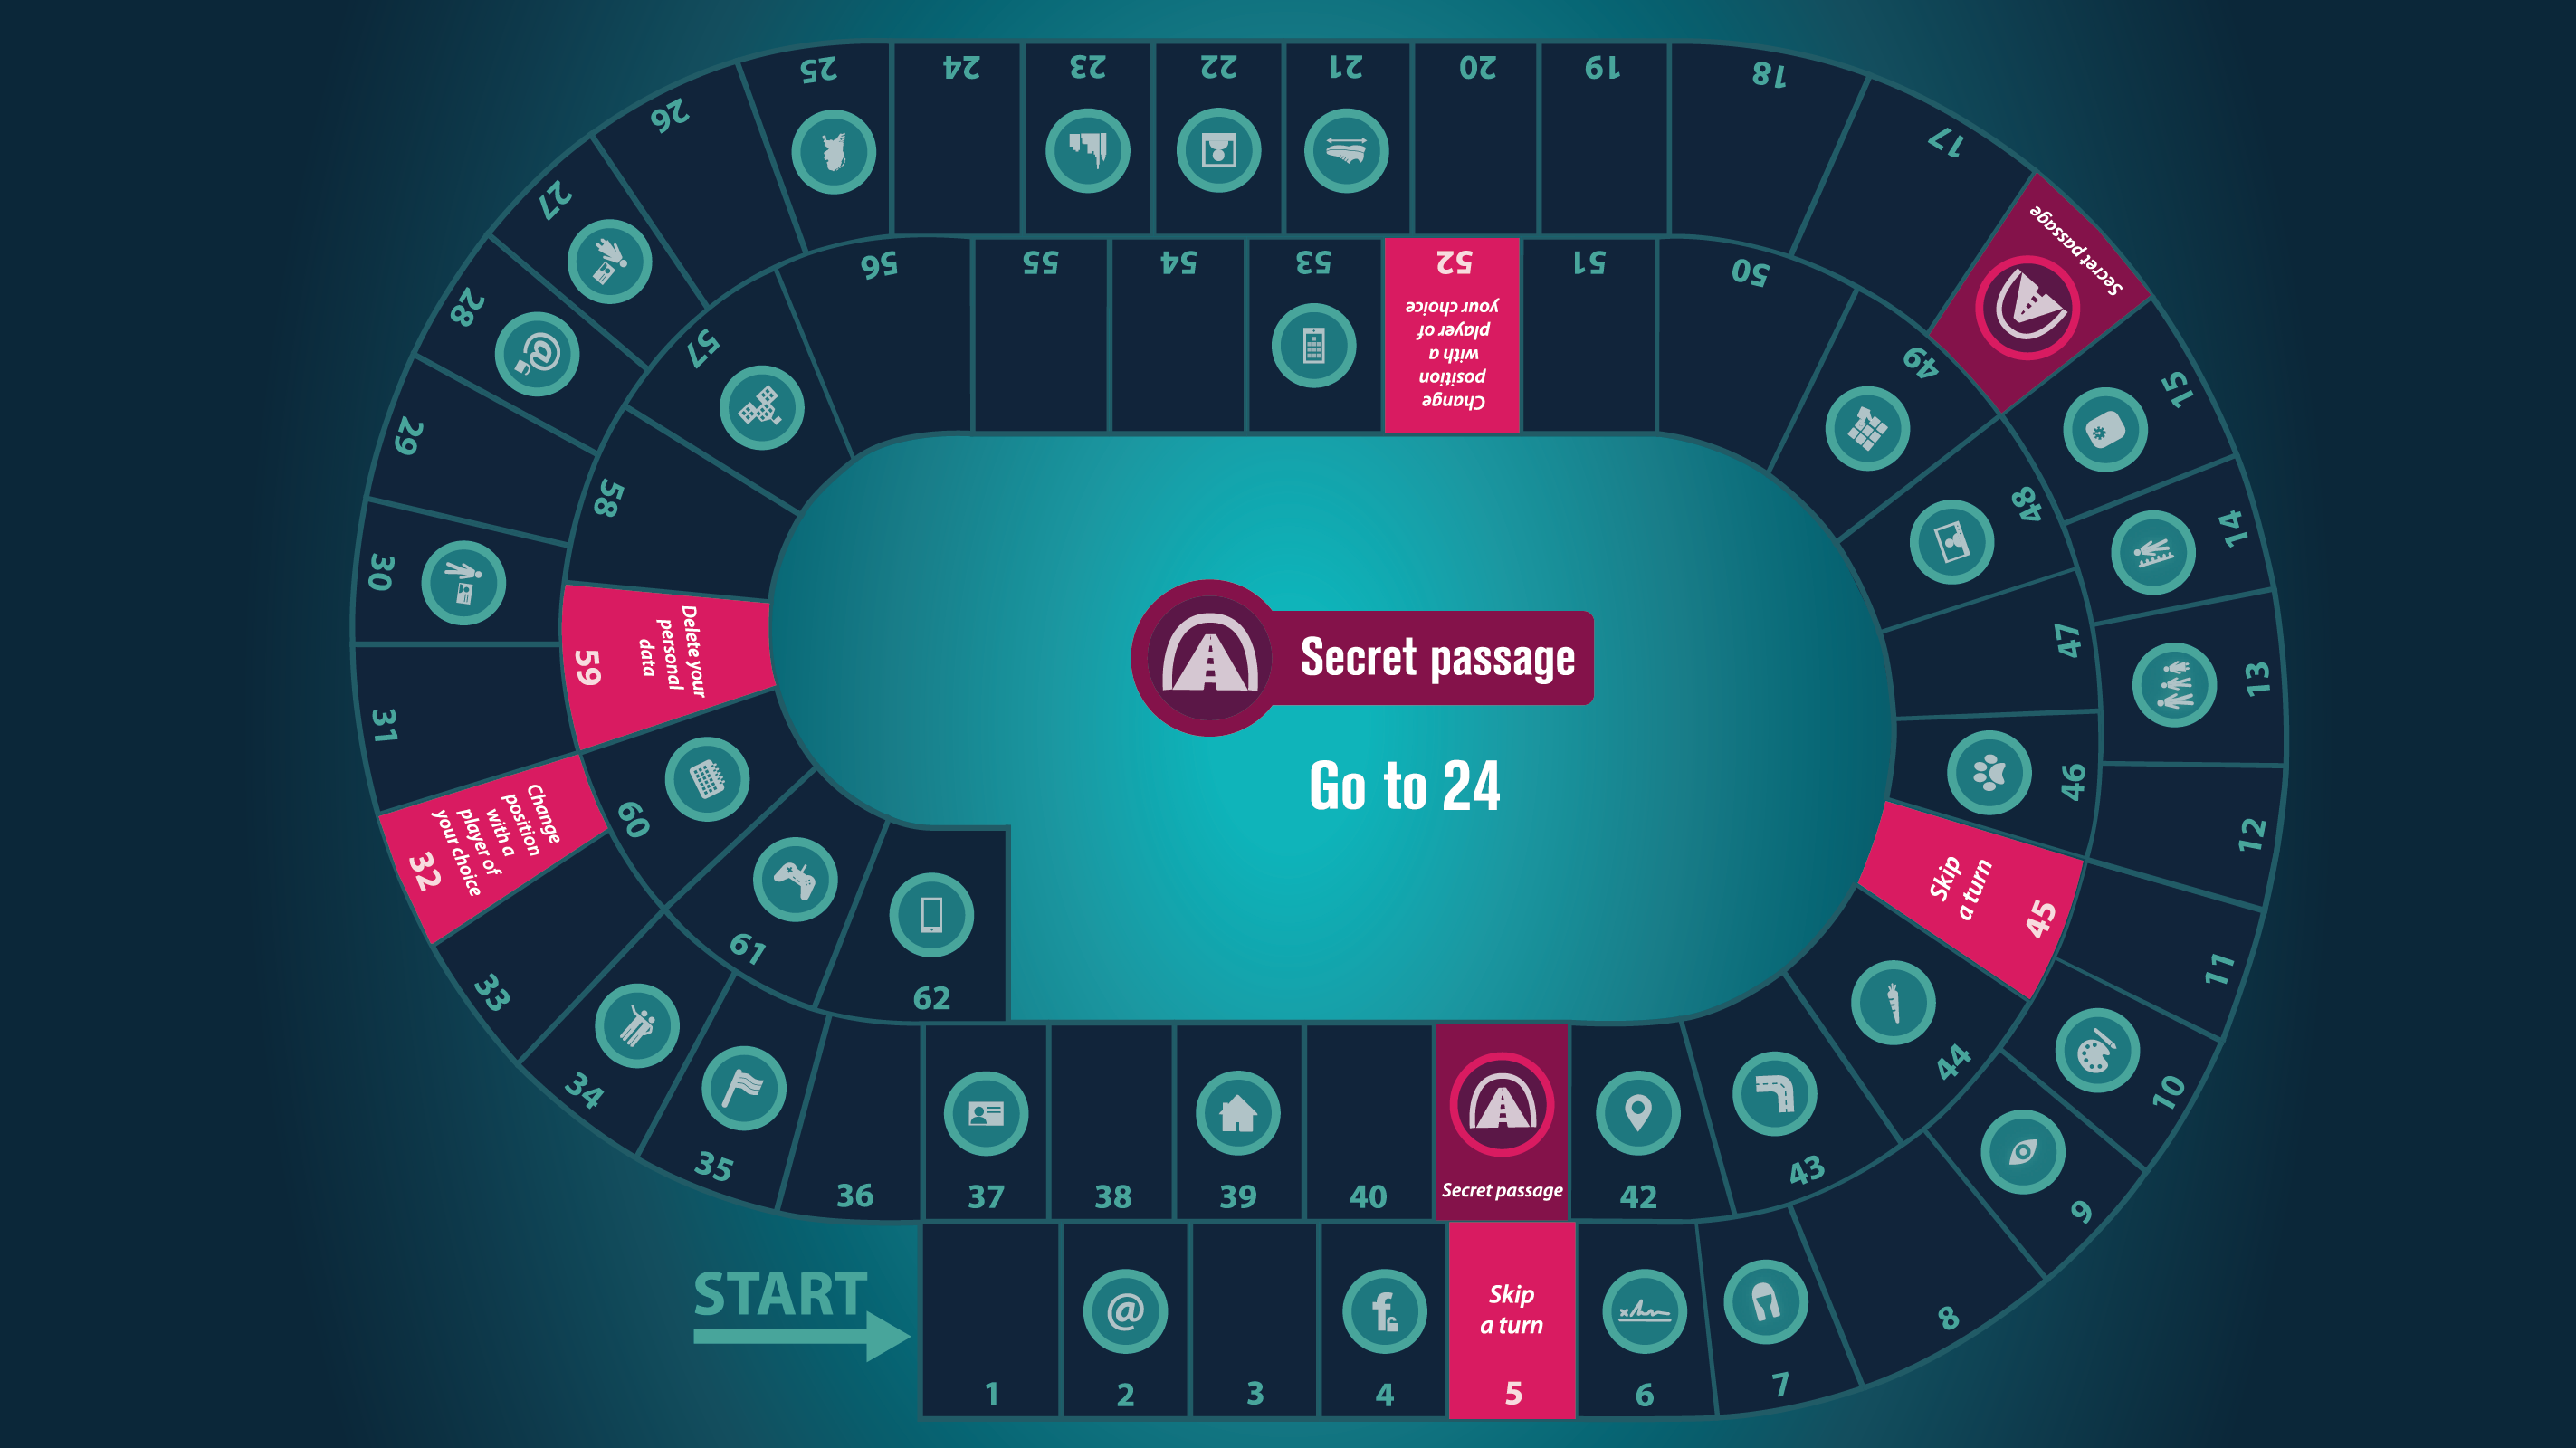 START
1
2
@
3
4
f
Skip
a turn
5
6
7
8
9
10
11
12
13
14
15
Secret passage
17
18
19
20
21
22
23
24
25
26
27
28
@
29
30
31
32
Change
position
with a
player of
your choice
33
34
35
36
37
38
39
40
Secret passage
42
43
44
45
Skip
a turn
46
47
48
49
50
51
52
Change
position
with a
player of
your choice
53
54
55
56
57
58
59
Delete your
personal
data
60
61
62
Secret passage
Go to 24